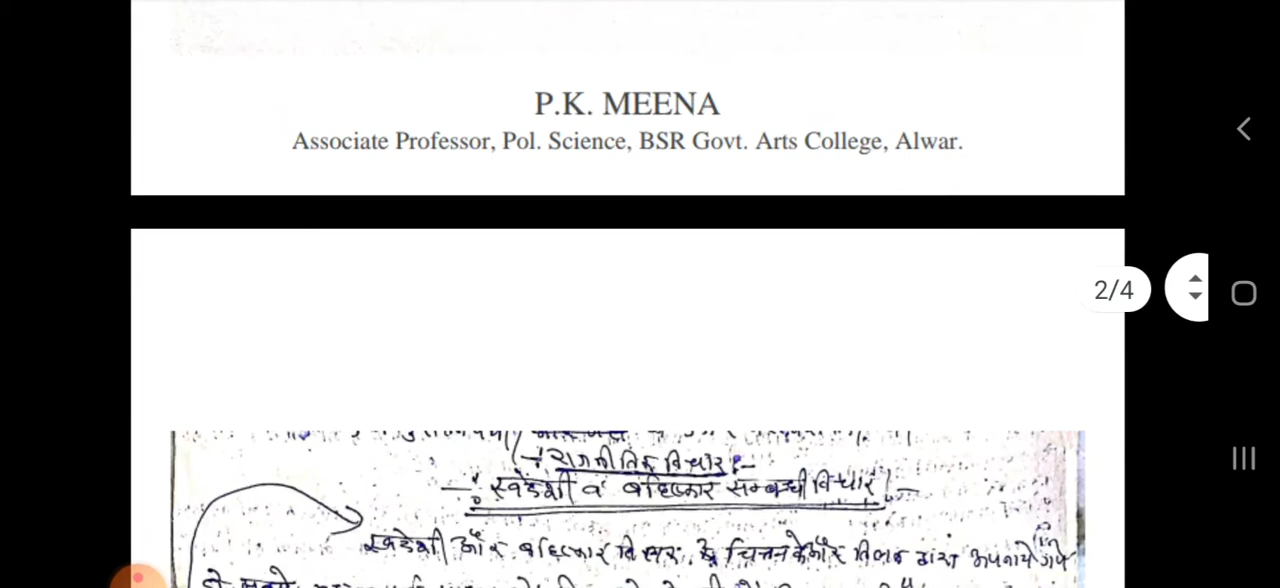 P.K. MEENA
Associate Professor, Pol. Science, BSR Govt. Arts College, Alwar.
2/4
राजनीतिक विचार :-
स्वदेशी व बहिष्कार सम्बन्धी विचार :-
स्वदेशी और बहिष्कार चिन्तन के और तिलक द्वारा अपनाये गये